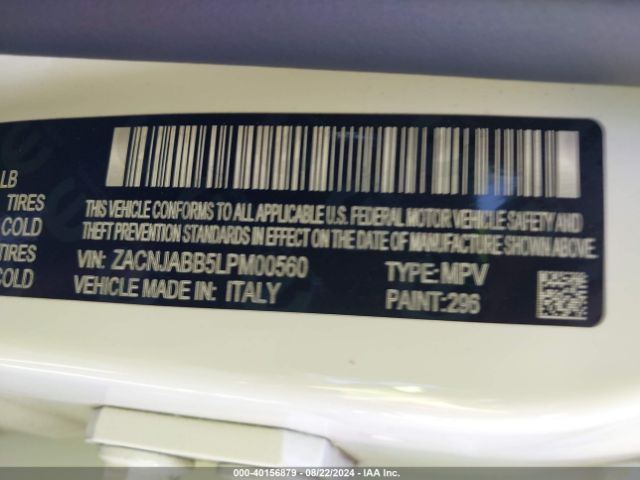 LB
TIRES
COLD
TIRES
COLD
THIS VEHICLE CONFORMS TO ALL APPLICABLE U.S. FEDERAL MOTOR VEHICLE SAFETY AND
THEFT PREVENTION STANDARDS IN EFFECT ON THE DATE OF MANUFACTURE SHOWN ABOVE.
VIN: ZACNJABB5LPM00560 TYPE: MPV
VEHICLE MADE IN: ITALY PAINT: 296
000-40156879 - 08/22/2024 - IAA Inc.